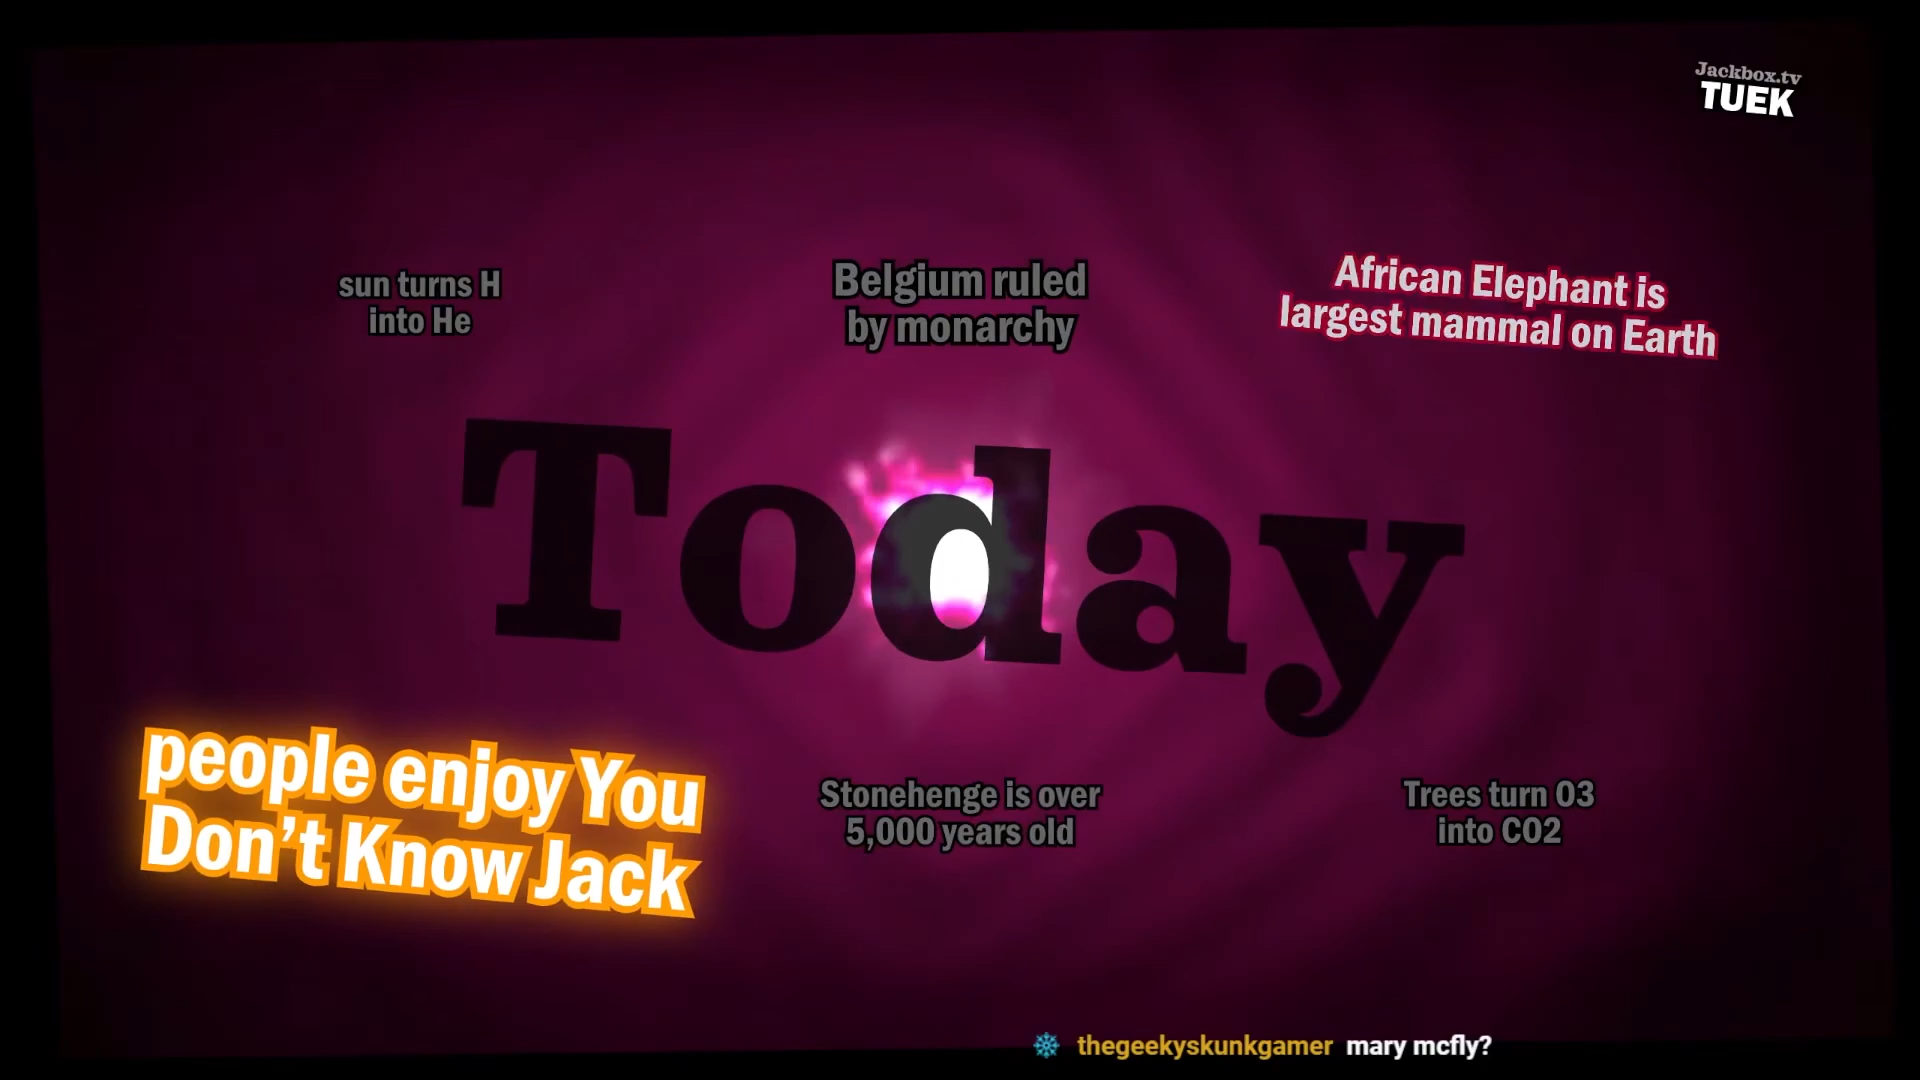 Jackbox.tv
TUEK
sun turns H
into He
Belgium ruled
by monarchy
African Elephant is
largest mammal on Earth
Today
people enjoy You
Don't Know Jack
Stonehenge is over
5,000 years old
Trees turn O3
into CO2
thegeekyskunkgamer mary mcfly?